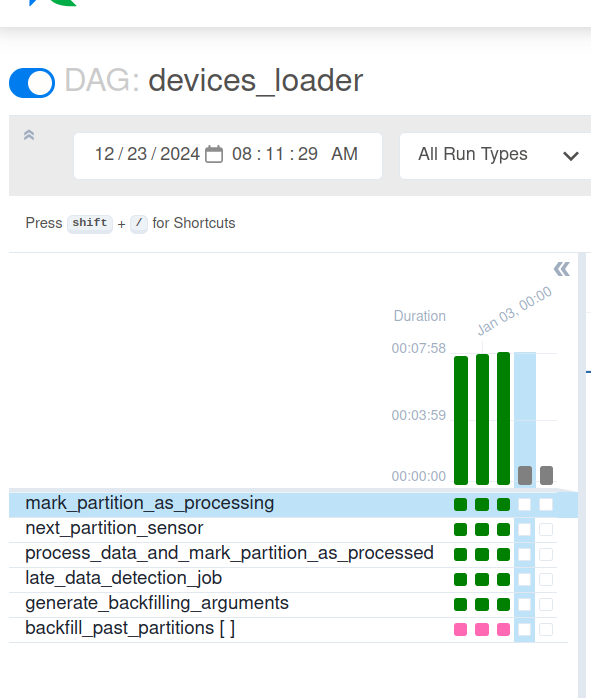 DAG: devices_loader
12 / 23 / 2024 08 : 11 : 29 AM All Run Types
Press shift + / for Shortcuts
Jan 03, 00:00
Duration
00:07:58
00:03:59
00:00:00
mark_partition_as_processing
next_partition_sensor
process_data_and_mark_partition_as_processed
late_data_detection_job
generate_backfilling_arguments
backfill_past_partitions [ ]